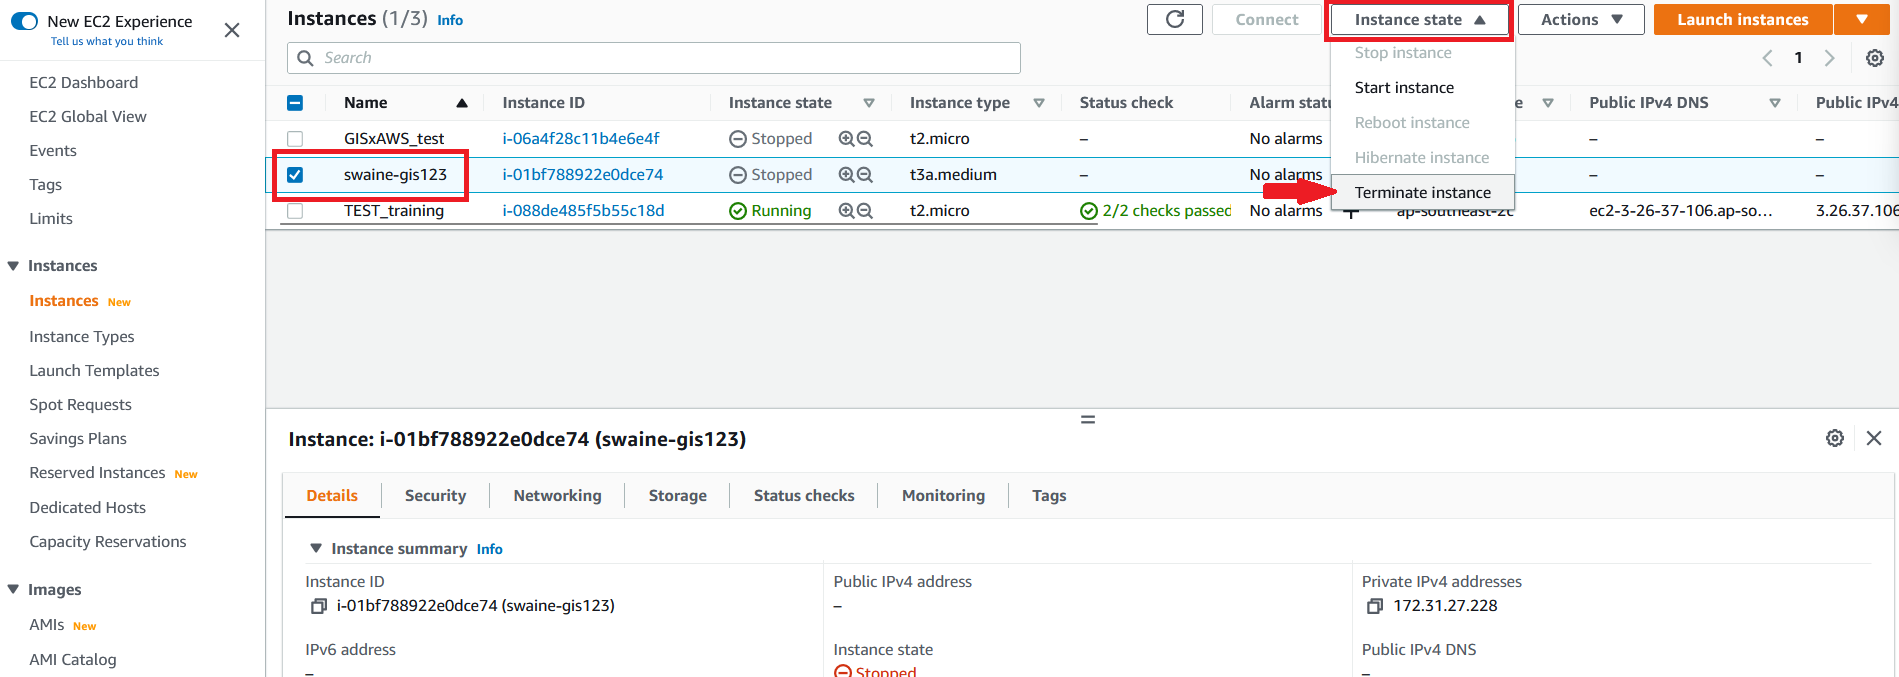 New EC2 Experience
Tell us what you think
EC2 Dashboard
EC2 Global View
Events
Tags
Limits
Instances
Instances New
Instance Types
Launch Templates
Spot Requests
Savings Plans
Reserved Instances New
Dedicated Hosts
Capacity Reservations
Images
AMIs New
AMI Catalog
Instances (1/3) Info
Connect
Instance state
Actions
Launch instances
Search
1
Stop instance
Start instance
Reboot instance
Hibernate instance
Terminate instance
Name Instance ID Instance state Instance type Status check Alarm statu e Public IPv4 DNS Public IPv4
GISxAWS_test i-06a4f28c11b4e6e4f Stopped t2.micro – No alarms – –
swaine-gis123 i-01bf788922e0dce74 Stopped t3a.medium – No alarms – –
TEST_training i-088de485f5b55c18d Running t2.micro 2/2 checks passed No alarms ap-southeast-2c ec2-3-26-37-106.ap-so... 3.26.37.106
Instance: i-01bf788922e0dce74 (swaine-gis123)
Details Security Networking Storage Status checks Monitoring Tags
Instance summary Info
Instance ID
i-01bf788922e0dce74 (swaine-gis123)
Public IPv4 address
–
Private IPv4 addresses
172.31.27.228
IPv6 address
–
Instance state
Stopped
Public IPv4 DNS
–